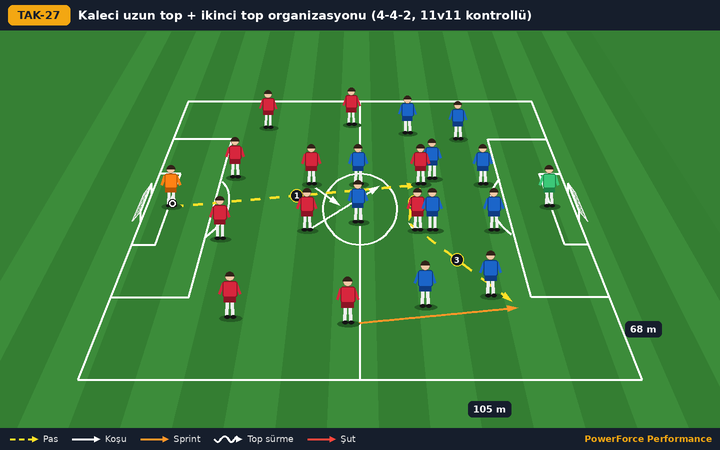 TAK-27 Kaleci uzun top + ikinci top organizasyonu (4-4-2, 11v11 kontrollü)
1
3
68 m
105 m
Pas Koşu Sprint Top sürme Şut PowerForce Performance